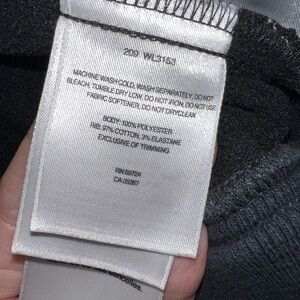 209 WL3153
MACHINE WASH COLD, WASH SEPARATELY, DO NOT
BLEACH, TUMBLE DRY LOW, DO NOT IRON, DO NOT USE
FABRIC SOFTENER, DO NOT DRYCLEAN
BODY: 100% POLYESTER
RIB: 97% COTTON, 3% ELASTANE
EXCLUSIVE OF TRIMMING
RN 59724
CA 05367